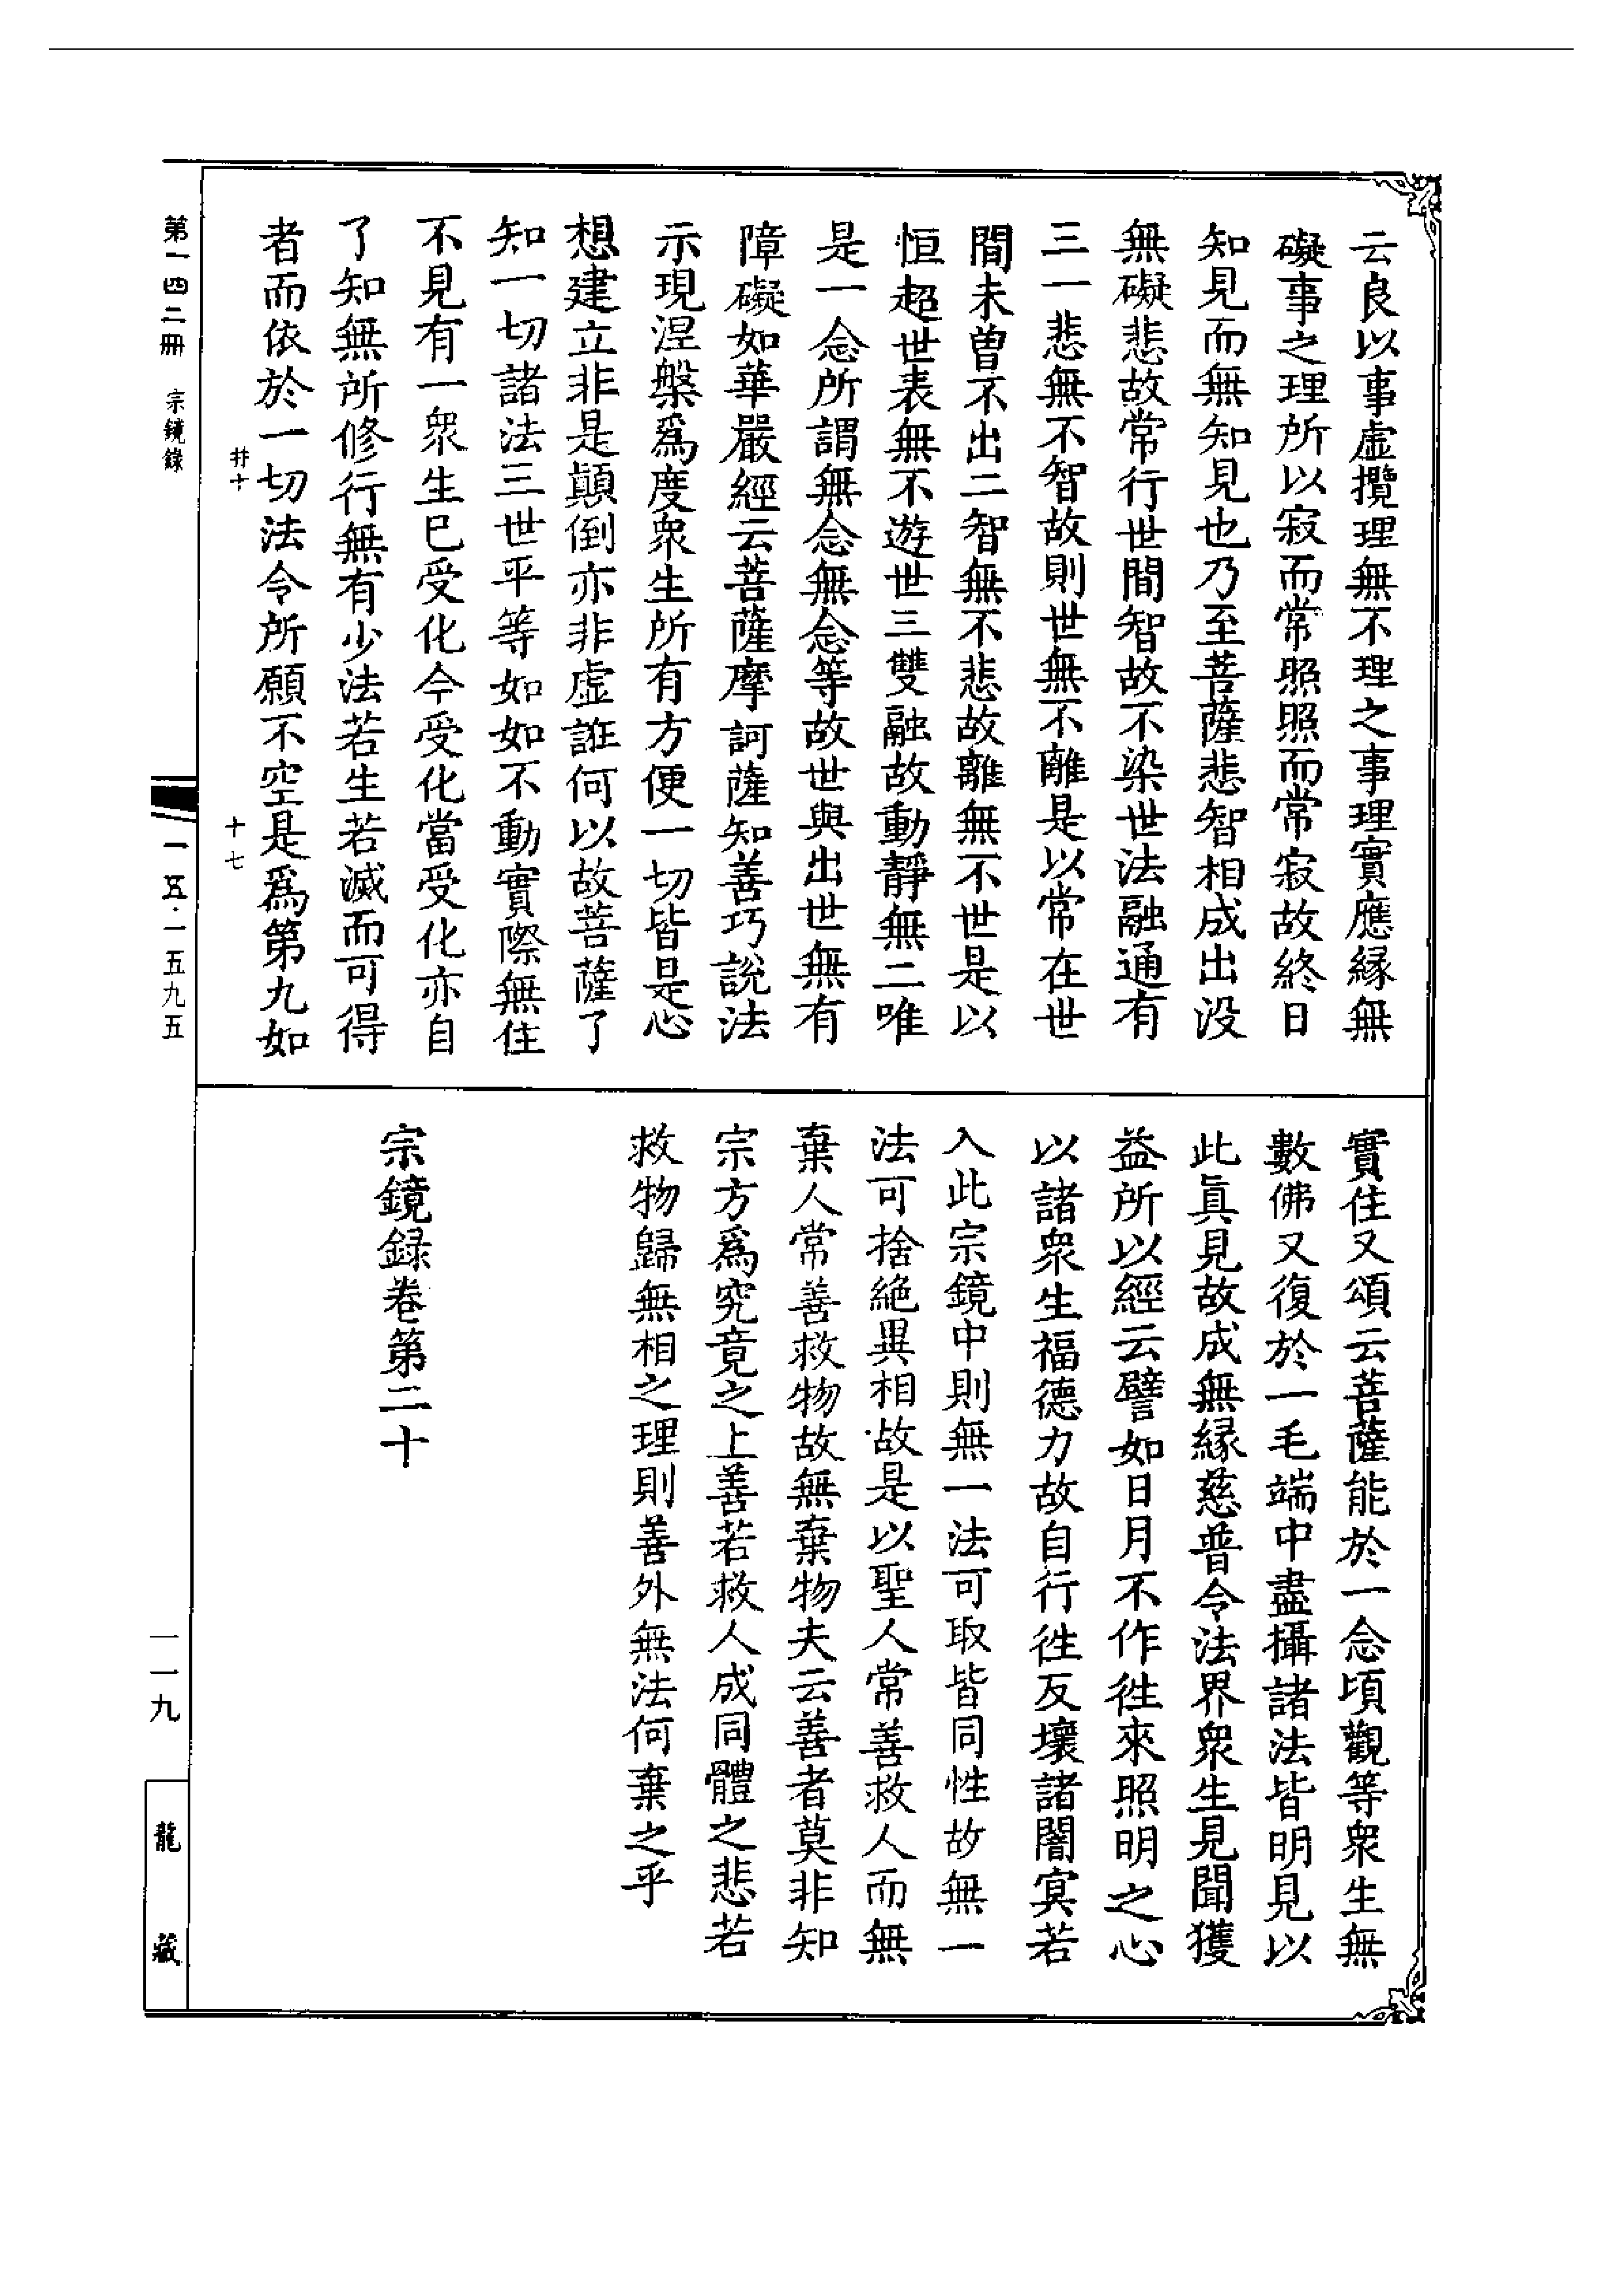 云良以事虛攬理無不理之事理實應緣無
礙事之理所以寂而常照照而常寂故終日
知見而無知見也乃至菩薩悲智相成出没
無礙悲故常行世間智故不染世法融通有
三一悲無不智故則世無不離是以常在世
間未曾不出二智無不悲故離無不世是以
恒超世表無不遊世三雙融故動靜無二唯
是一念所謂無念無念等故世與出世無有
障礙如華嚴經云菩薩摩訶薩知善巧說法
示現涅槃爲度衆生所有方便一切皆是心
想建立非是顛倒亦非虛誑何以故菩薩了
知一切諸法三世平等如如不動實際無住
不見有一衆生已受化今受化當受化亦自
了知無所修行無有少法若生若滅而可得
者而依於一切法令所願不空是爲第九如
實住又頌云菩薩能於一念頃觀等衆生無
數佛又復於一毛端中盡攝諸法皆明見以
此眞見故成無緣慈普令法界衆生見聞獲
益所以經云譬如日月不作徃來照明之心
以諸衆生福德力故自行徃反壞諸闇冥若
入此宗鏡中則無一法可取皆同性故無一
法可捨絶異相故是以聖人常善救人而無
棄人常善救物故無棄物夫云善者莫非知
宗方爲究竟之上善若救人成同體之悲若
救物歸無相之理則善外無法何棄之乎
宗鏡録卷第二十
井十
十七
第一四二冊 宗鏡錄
一五·一五九五
一一九
龍藏